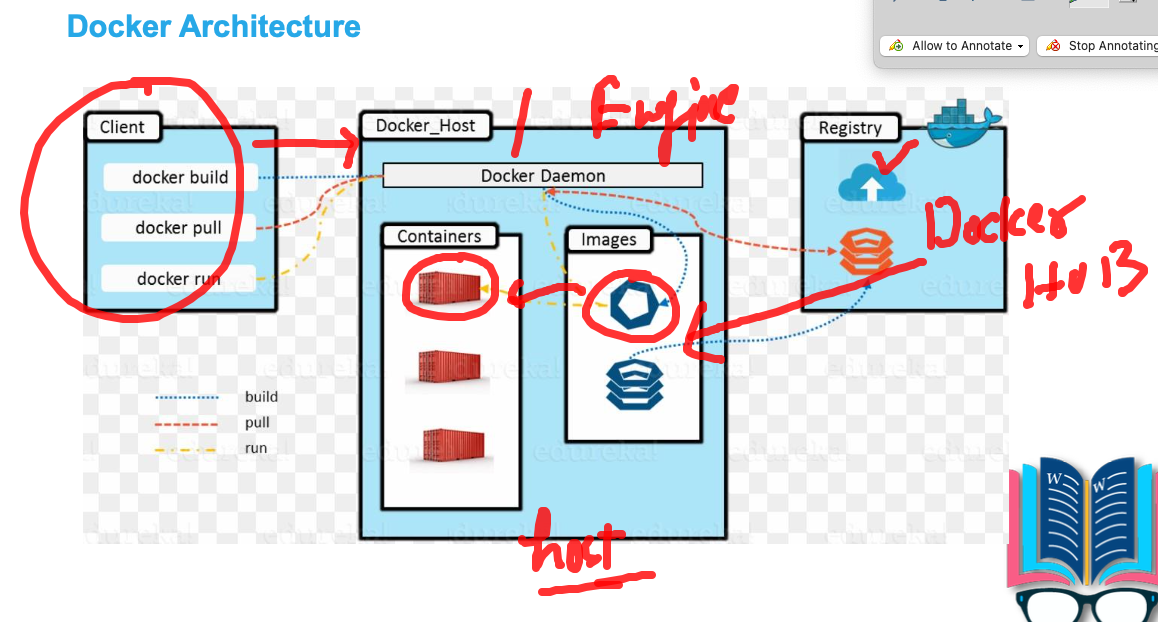 Docker Architecture
Allow to Annotate
Stop Annotating
Engine
Client
Docker_Host
Registry
docker build
Docker Daemon
docker pull
Containers
Images
Docker
HUB
docker run
build
pull
run
edureka!
host
W
W